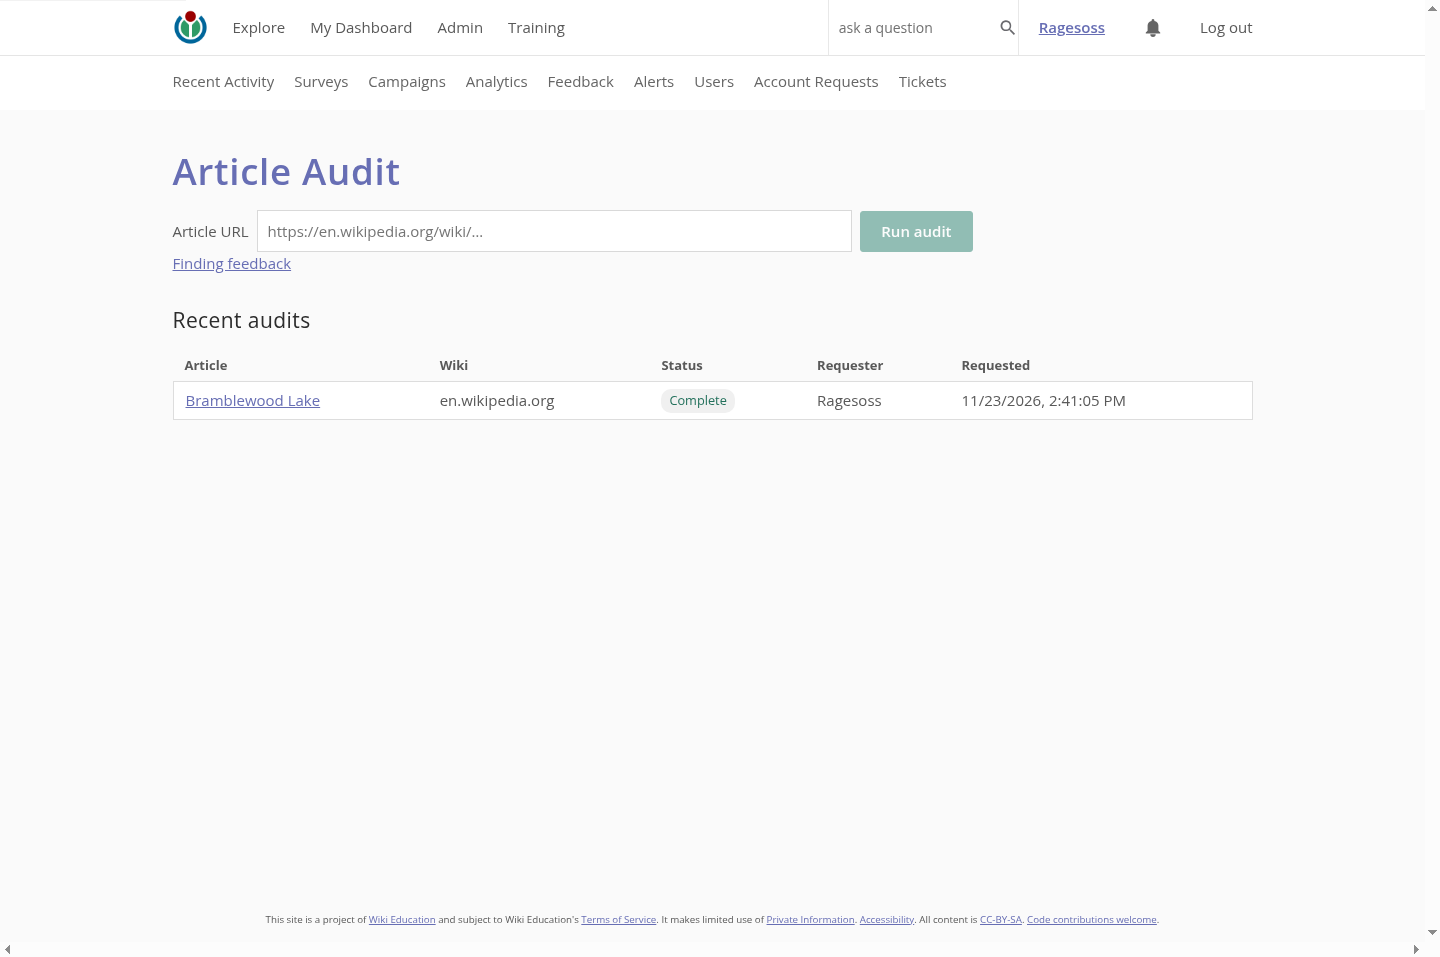 Explore My Dashboard Admin Training ask a question Ragesoss Log out
Recent Activity Surveys Campaigns Analytics Feedback Alerts Users Account Requests Tickets
Article Audit
Article URL https://en.wikipedia.org/wiki/... Run audit
Finding feedback
Recent audits
Article Wiki Status Requester Requested
Bramblewood Lake en.wikipedia.org Complete Ragesoss 11/23/2026, 2:41:05 PM
This site is a project of Wiki Education and subject to Wiki Education's Terms of Service. It makes limited use of Private Information. Accessibility. All content is CC-BY-SA. Code contributions welcome.